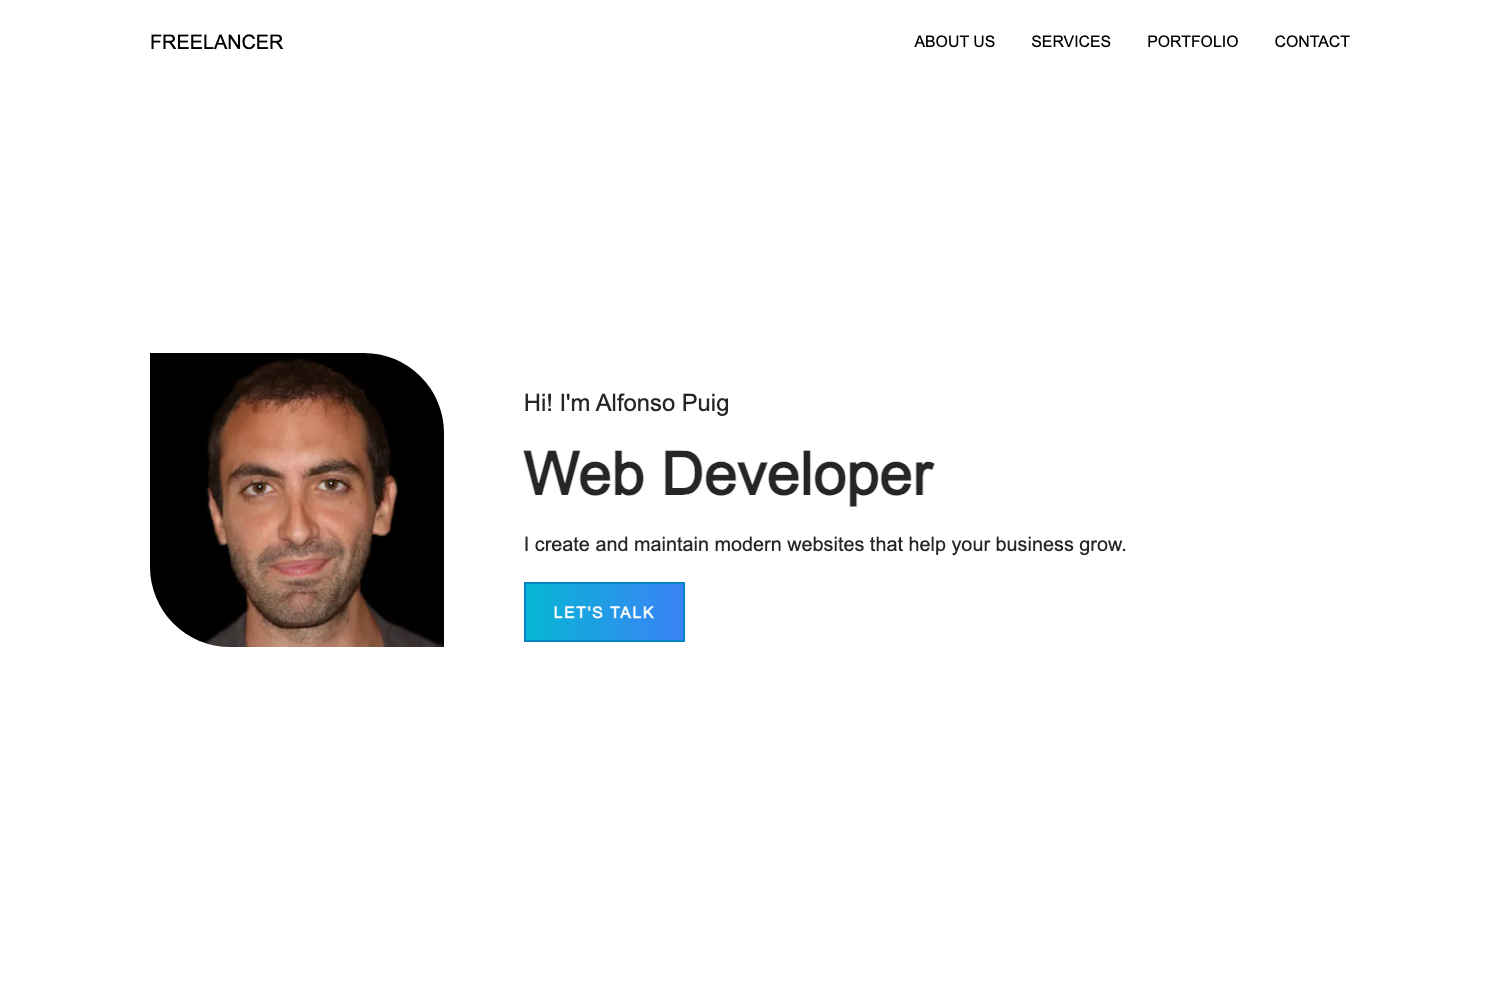 FREELANCER
ABOUT US SERVICES PORTFOLIO CONTACT
Hi! I'm Alfonso Puig
Web Developer
I create and maintain modern websites that help your business grow.
LET'S TALK